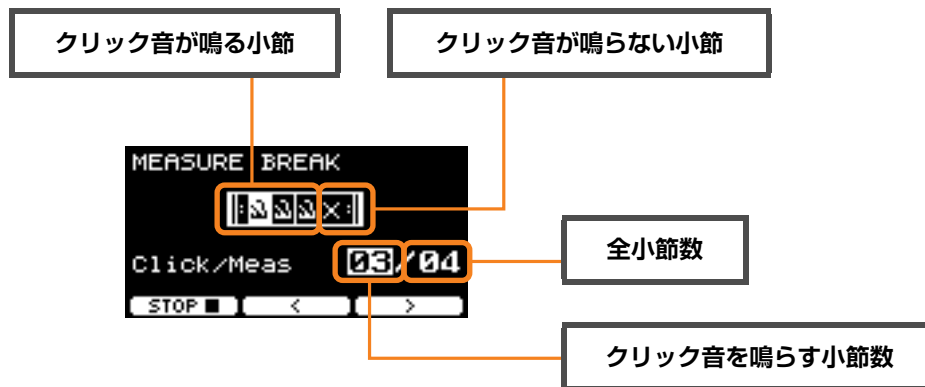 クリック音が鳴る小節
クリック音が鳴らない小節
MEASURE BREAK
Click/Meas 03/04
全小節数
STOP ■ < >
クリック音を鳴らす小節数